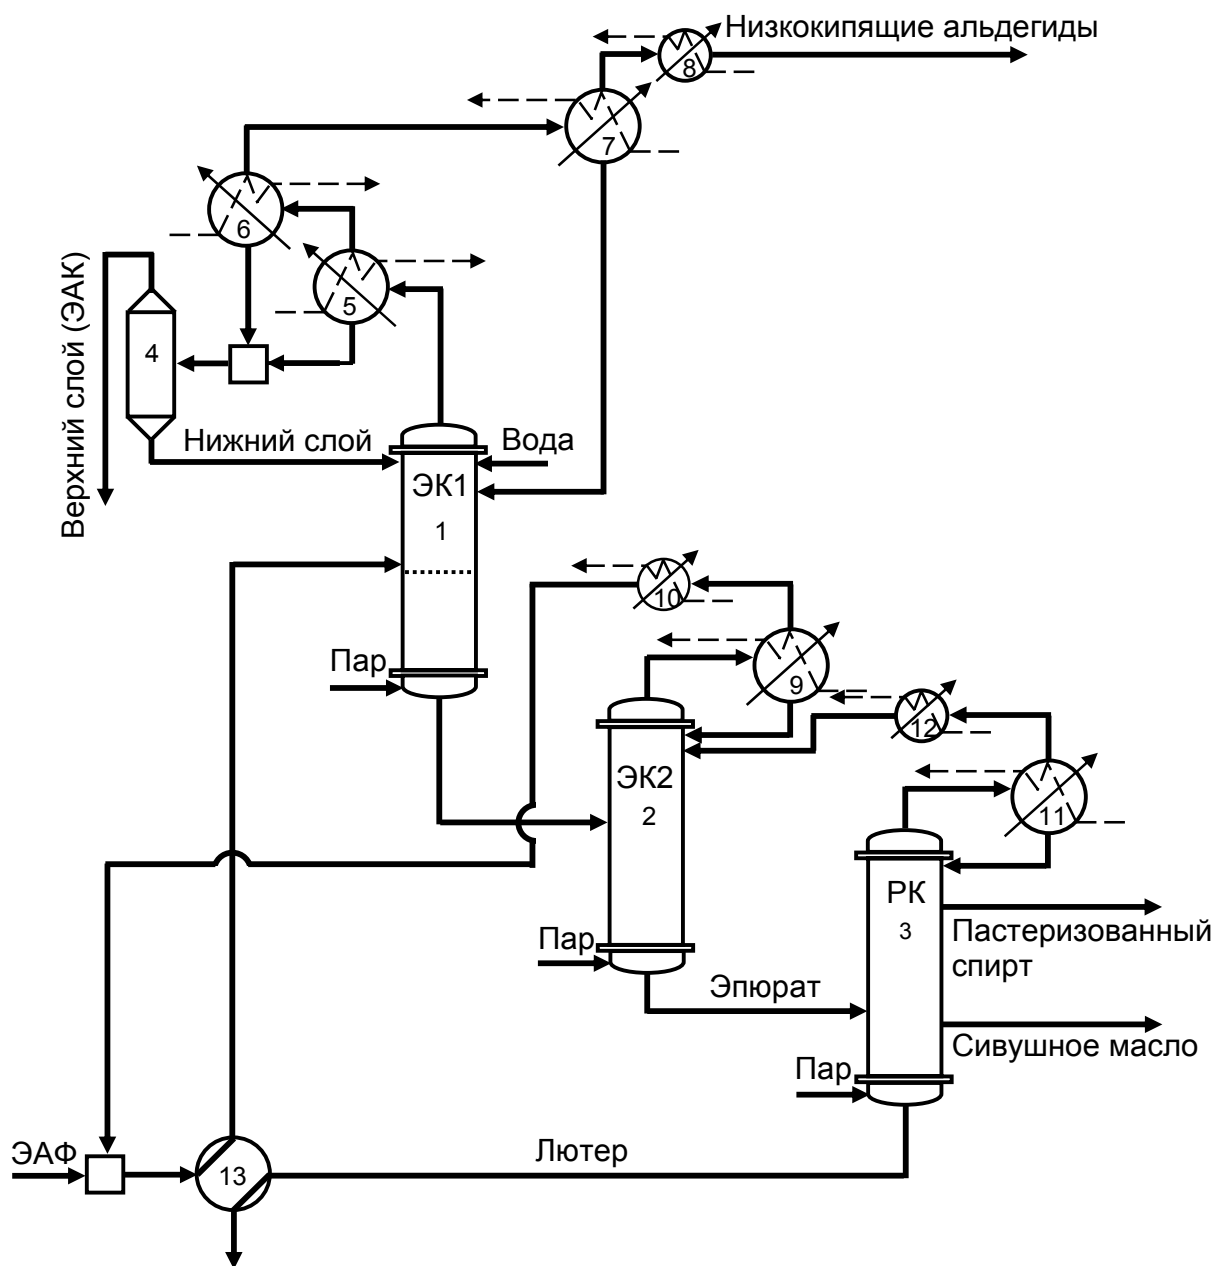 Низкокипящие альдегиды
8
7
6
5
4
Верхний слой (ЭАК)
Нижний слой
Вода
ЭК1
1
10
Пар
9
12
ЭК2
2
11
РК
3
Пастеризованный
спирт
Пар
Эпюрат
Сивушное масло
Пар
ЭАФ
Лютер
13